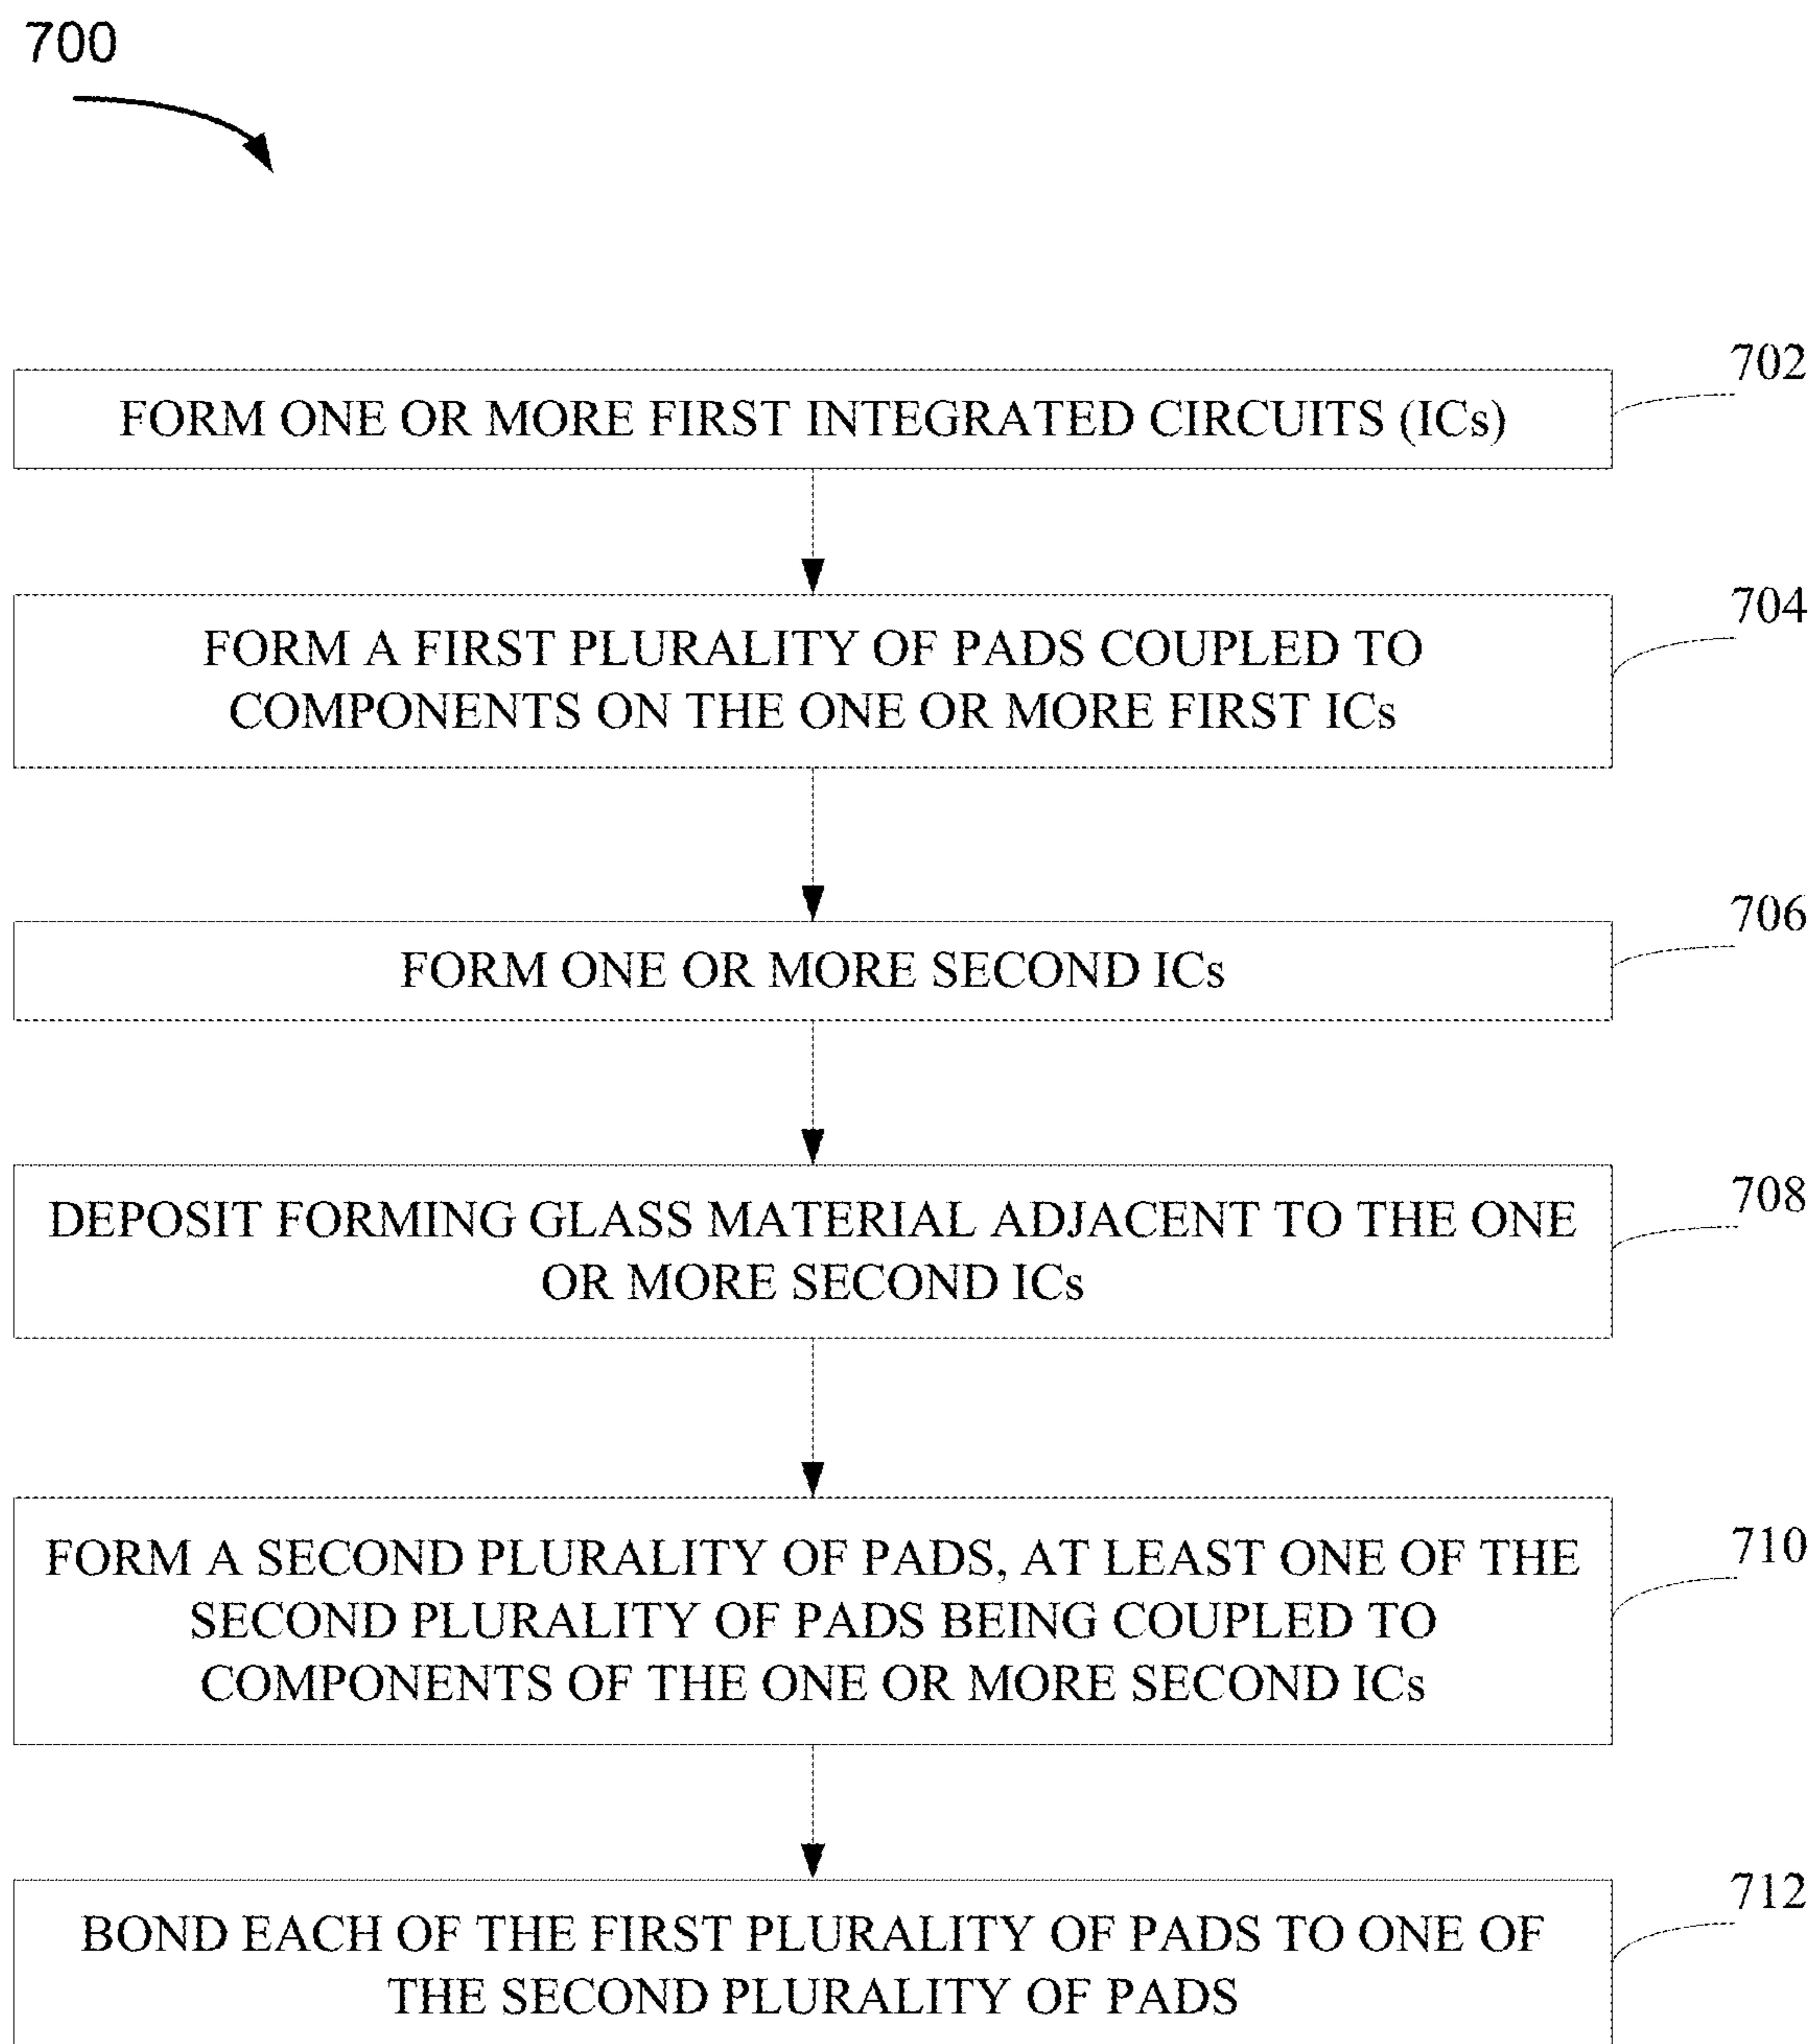 700
702
FORM ONE OR MORE FIRST INTEGRATED CIRCUITS (ICs)
704
FORM A FIRST PLURALITY OF PADS COUPLED TO
COMPONENTS ON THE ONE OR MORE FIRST ICs
706
FORM ONE OR MORE SECOND ICs
708
DEPOSIT FORMING GLASS MATERIAL ADJACENT TO THE ONE
OR MORE SECOND ICs
710
FORM A SECOND PLURALITY OF PADS, AT LEAST ONE OF THE
SECOND PLURALITY OF PADS BEING COUPLED TO
COMPONENTS OF THE ONE OR MORE SECOND ICs
712
BOND EACH OF THE FIRST PLURALITY OF PADS TO ONE OF
THE SECOND PLURALITY OF PADS